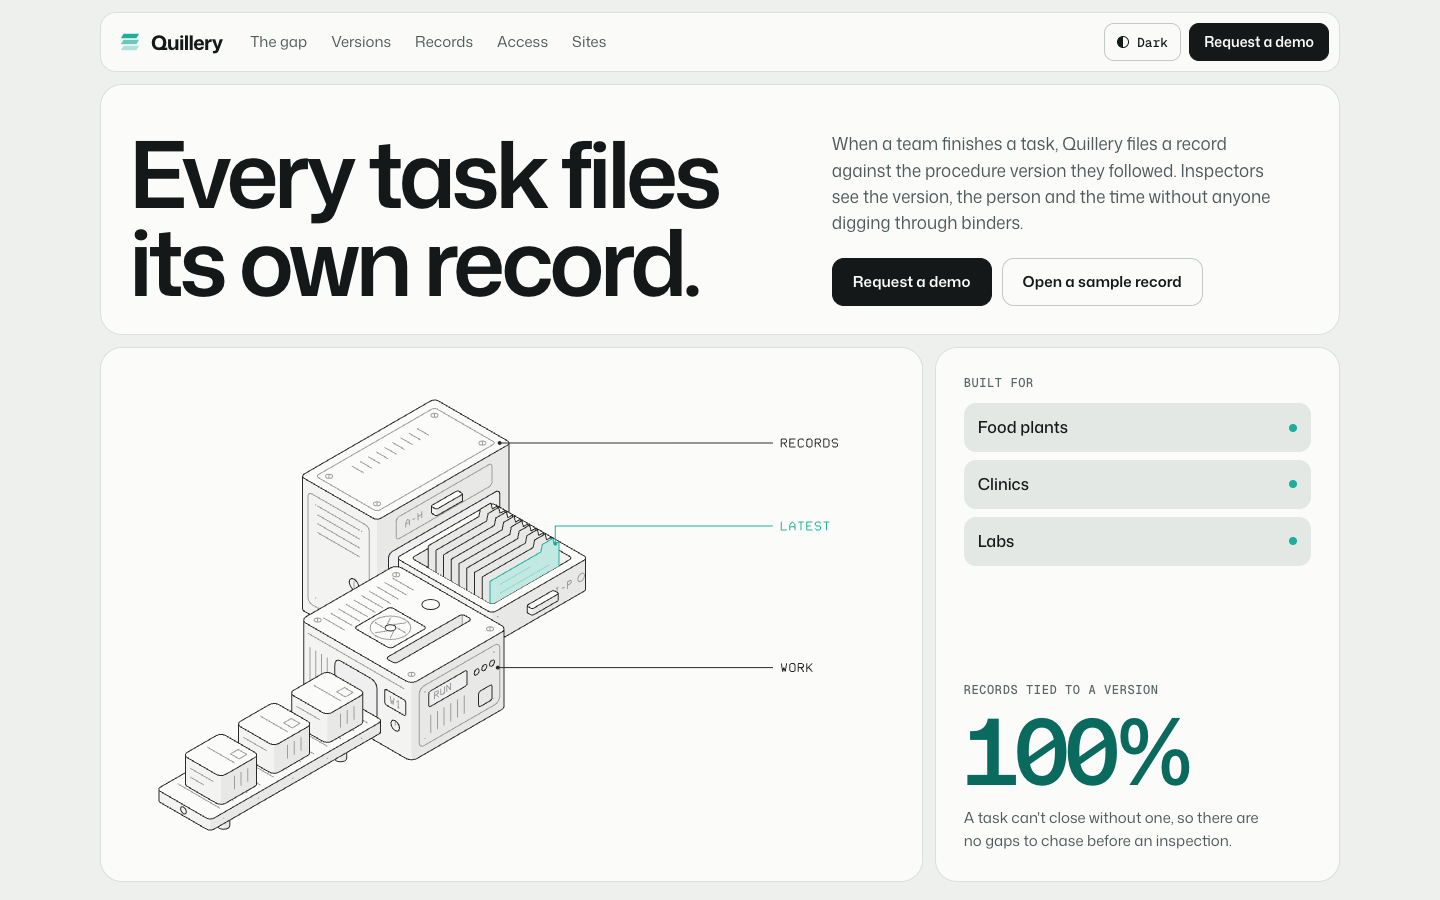 Quillery
The gap
Versions
Records
Access
Sites
Dark
Request a demo
Every task files
its own record.
When a team finishes a task, Quillery files a record
against the procedure version they followed. Inspectors
see the version, the person and the time without anyone
digging through binders.
Request a demo
Open a sample record
RECORDS
LATEST
WORK
A-H
-P
RUN
W1
BUILT FOR
Food plants
Clinics
Labs
RECORDS TIED TO A VERSION
100%
A task can't close without one, so there are
no gaps to chase before an inspection.